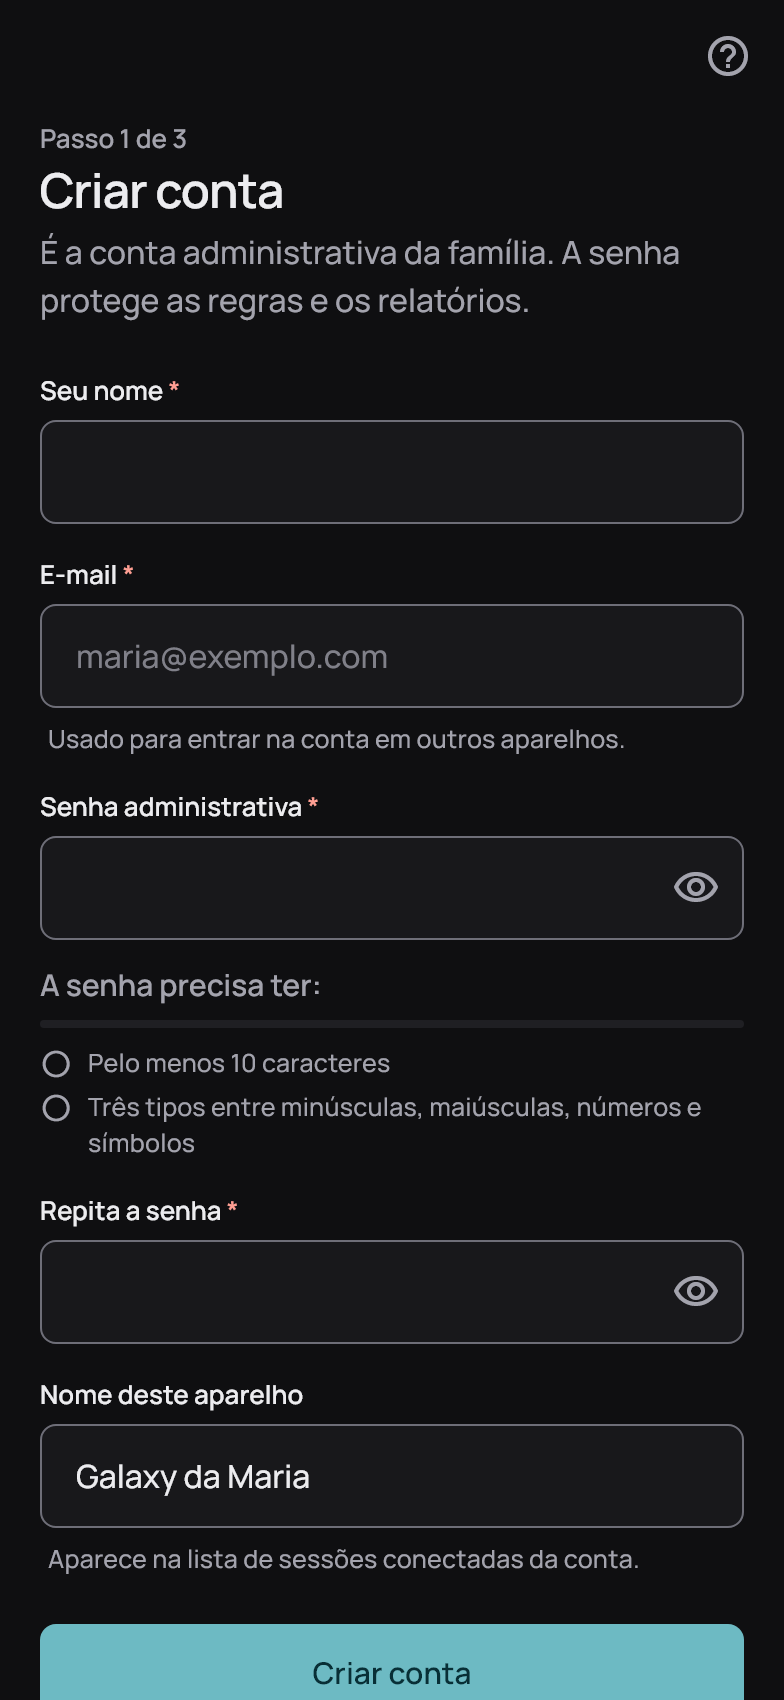 Passo 1 de 3
Criar conta
É a conta administrativa da família. A senha
protege as regras e os relatórios.
Seu nome *
E-mail *
maria@exemplo.com
Usado para entrar na conta em outros aparelhos.
Senha administrativa *
A senha precisa ter:
Pelo menos 10 caracteres
Três tipos entre minúsculas, maiúsculas, números e
símbolos
Repita a senha *
Nome deste aparelho
Galaxy da Maria
Aparece na lista de sessões conectadas da conta.
Criar conta